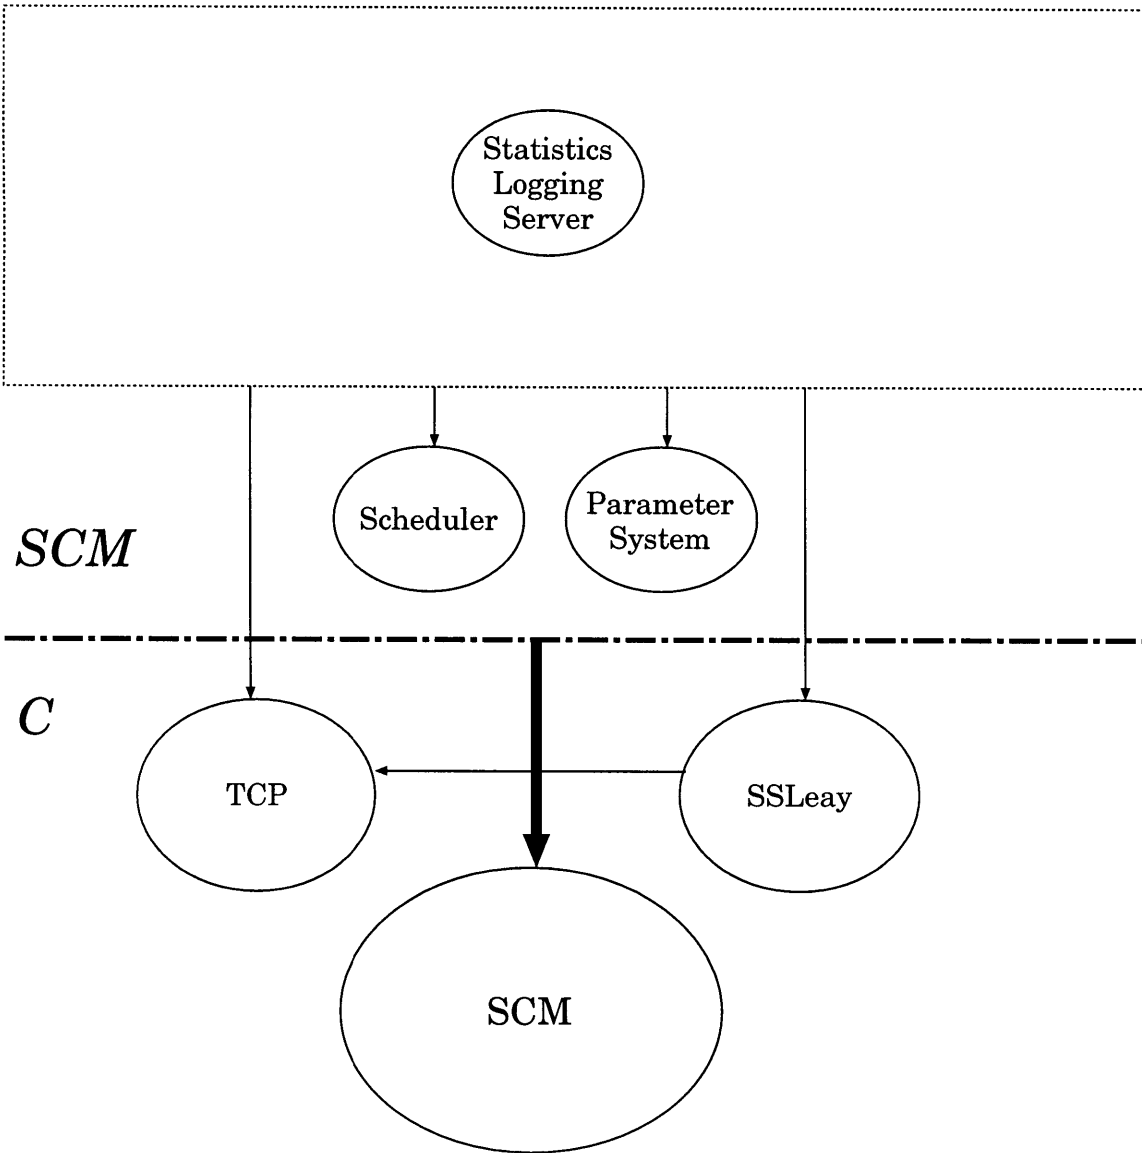 Statistics
Logging
Server
Scheduler
Parameter
System
SCM
C
TCP
SSLeay
SCM